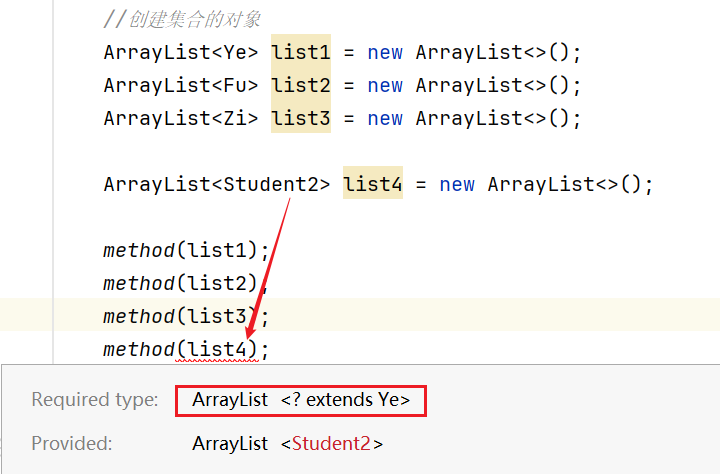 //创建集合的对象
ArrayList<Ye> list1 = new ArrayList<>();
ArrayList<Fu> list2 = new ArrayList<>();
ArrayList<Zi> list3 = new ArrayList<>();
ArrayList<Student2> list4 = new ArrayList<>();
method(list1);
method(list2);
method(list3);
method(list4);
Required type: ArrayList <? extends Ye>
Provided: ArrayList <Student2>